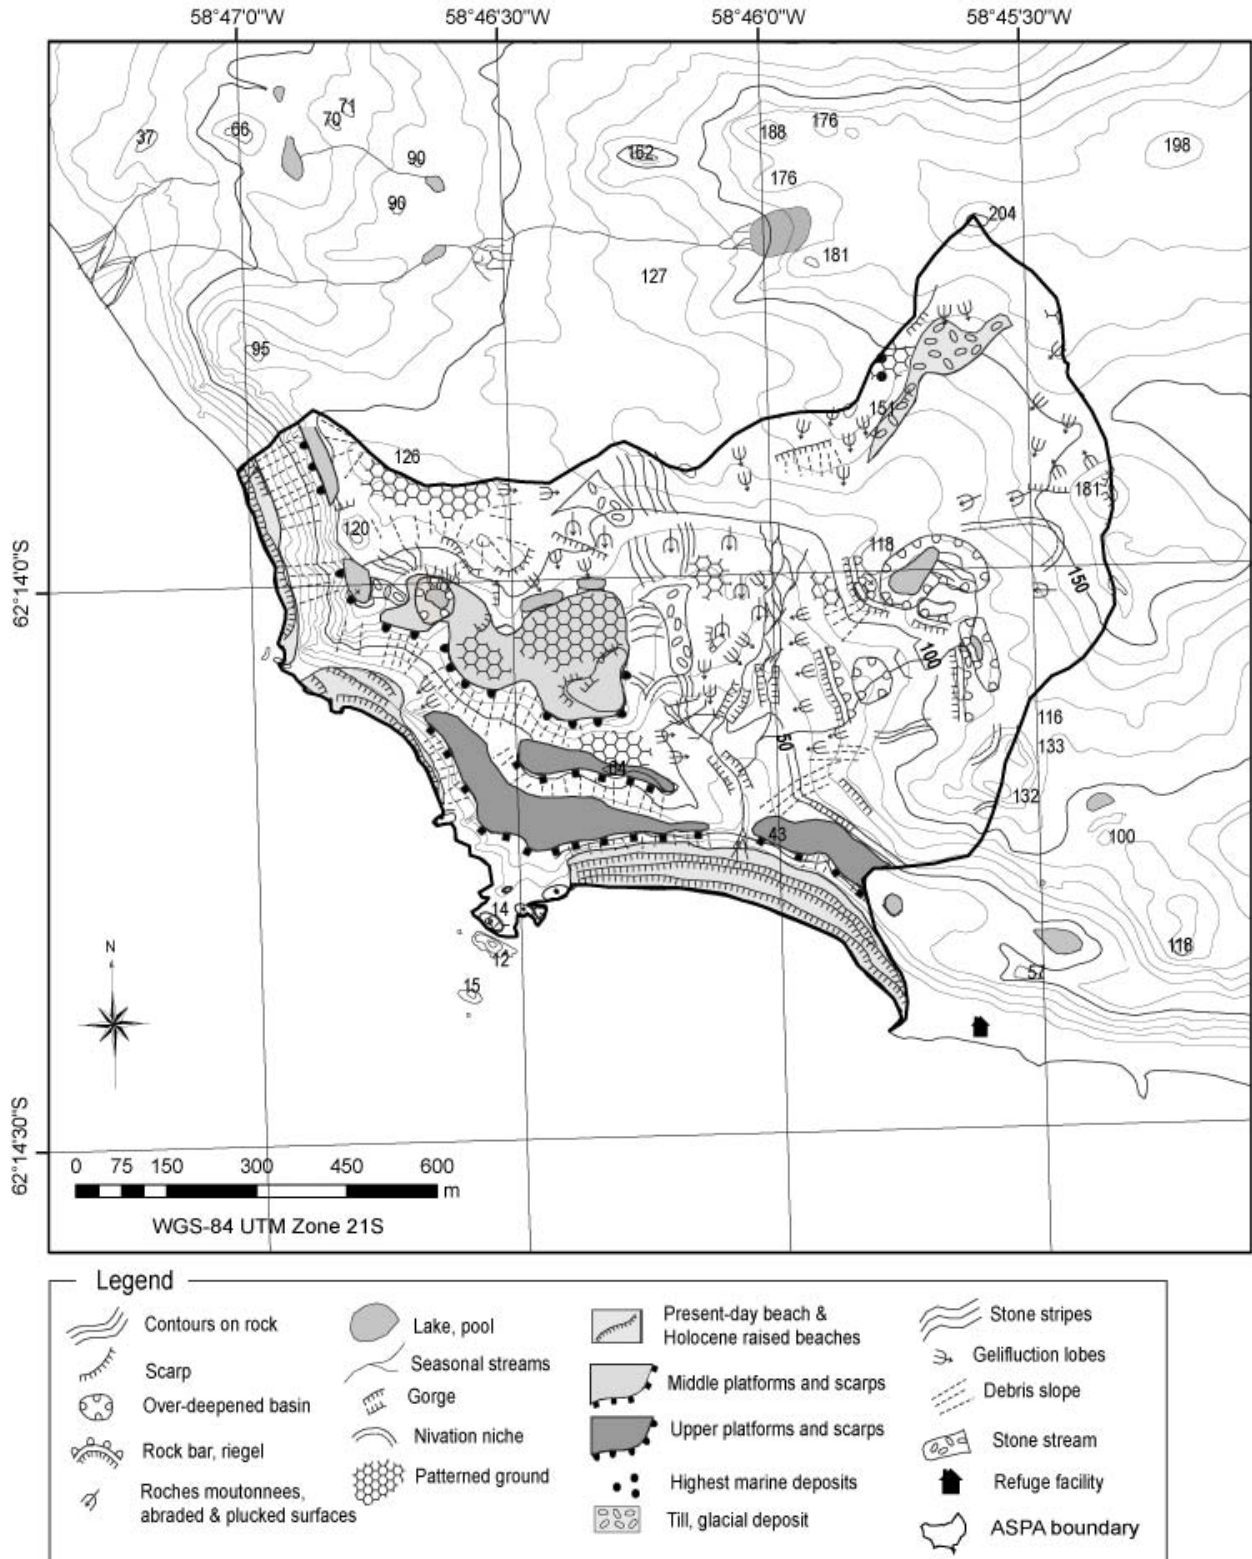 58°47'0"W 58°46'30"W 58°46'0"W 58°45'30"W
71
70
66
37
90
90
162
188
176
176
198
204
181
127
95
151
126
181
120
118
150
100
116
133
50
84
132
43
100
14
12
118
15
57
N
62°14'0"S
62°14'30"S
0 75 150 300 450 600
m
WGS-84 UTM Zone 21S
Legend
Contours on rock
Scarp
Over-deepened basin
Rock bar, riegel
Roches moutonnees,
abraded & plucked surfaces
Lake, pool
Seasonal streams
Gorge
Nivation niche
Patterned ground
Present-day beach &
Holocene raised beaches
Middle platforms and scarps
Upper platforms and scarps
Highest marine deposits
Till, glacial deposit
Stone stripes
Gelifluction lobes
Debris slope
Stone stream
Refuge facility
ASPA boundary